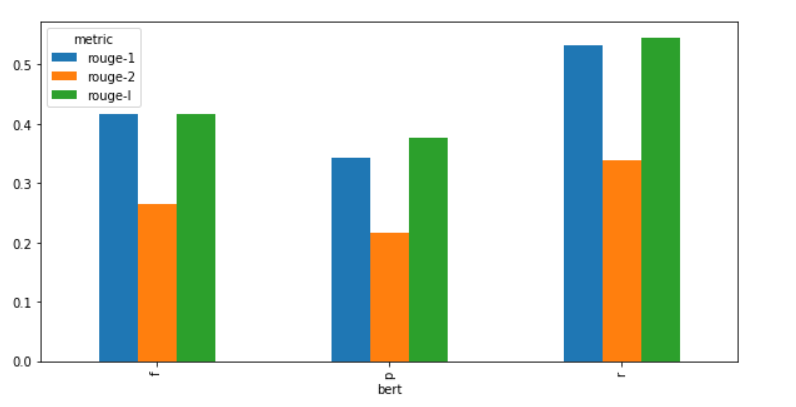 metric
rouge-1
rouge-2
rouge-l
0.5
0.4
0.3
0.2
0.1
0.0
f
p
r
bert